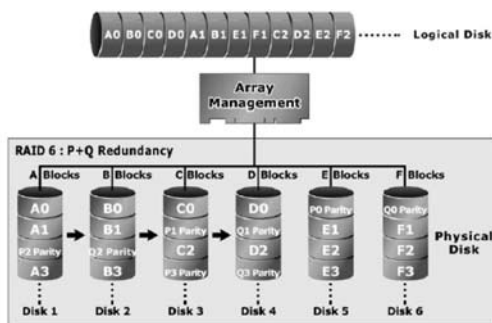 A0 B0 C0 D0 A1 B1 E1 F1 C2 D2 E2 F2
Logical Disk
Array
Management
RAID 6 : P+Q Redundancy
A Blocks B Blocks C Blocks D Blocks E Blocks F Blocks
A0 B0 C0 D0 P0 Parity Q0 Parity
A1 B1 P1 Parity Q1 Parity E1 F1
P2 Parity Q2 Parity C2 D2 E2 F2
A3 B3 P3 Parity Q3 Parity E3 F3
Physical
Disk
Disk 1 Disk 2 Disk 3 Disk 4 Disk 5 Disk 6